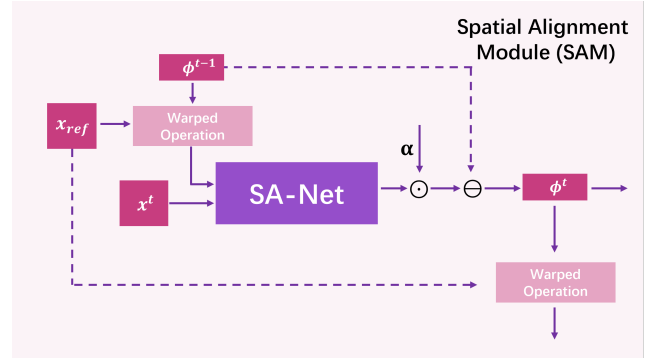 Spatial Alignment
Module (SAM)
ϕ^{t−1}
x_{ref}
Warped
Operation
α
SA-Net
x^t
ϕ^t
Warped
Operation